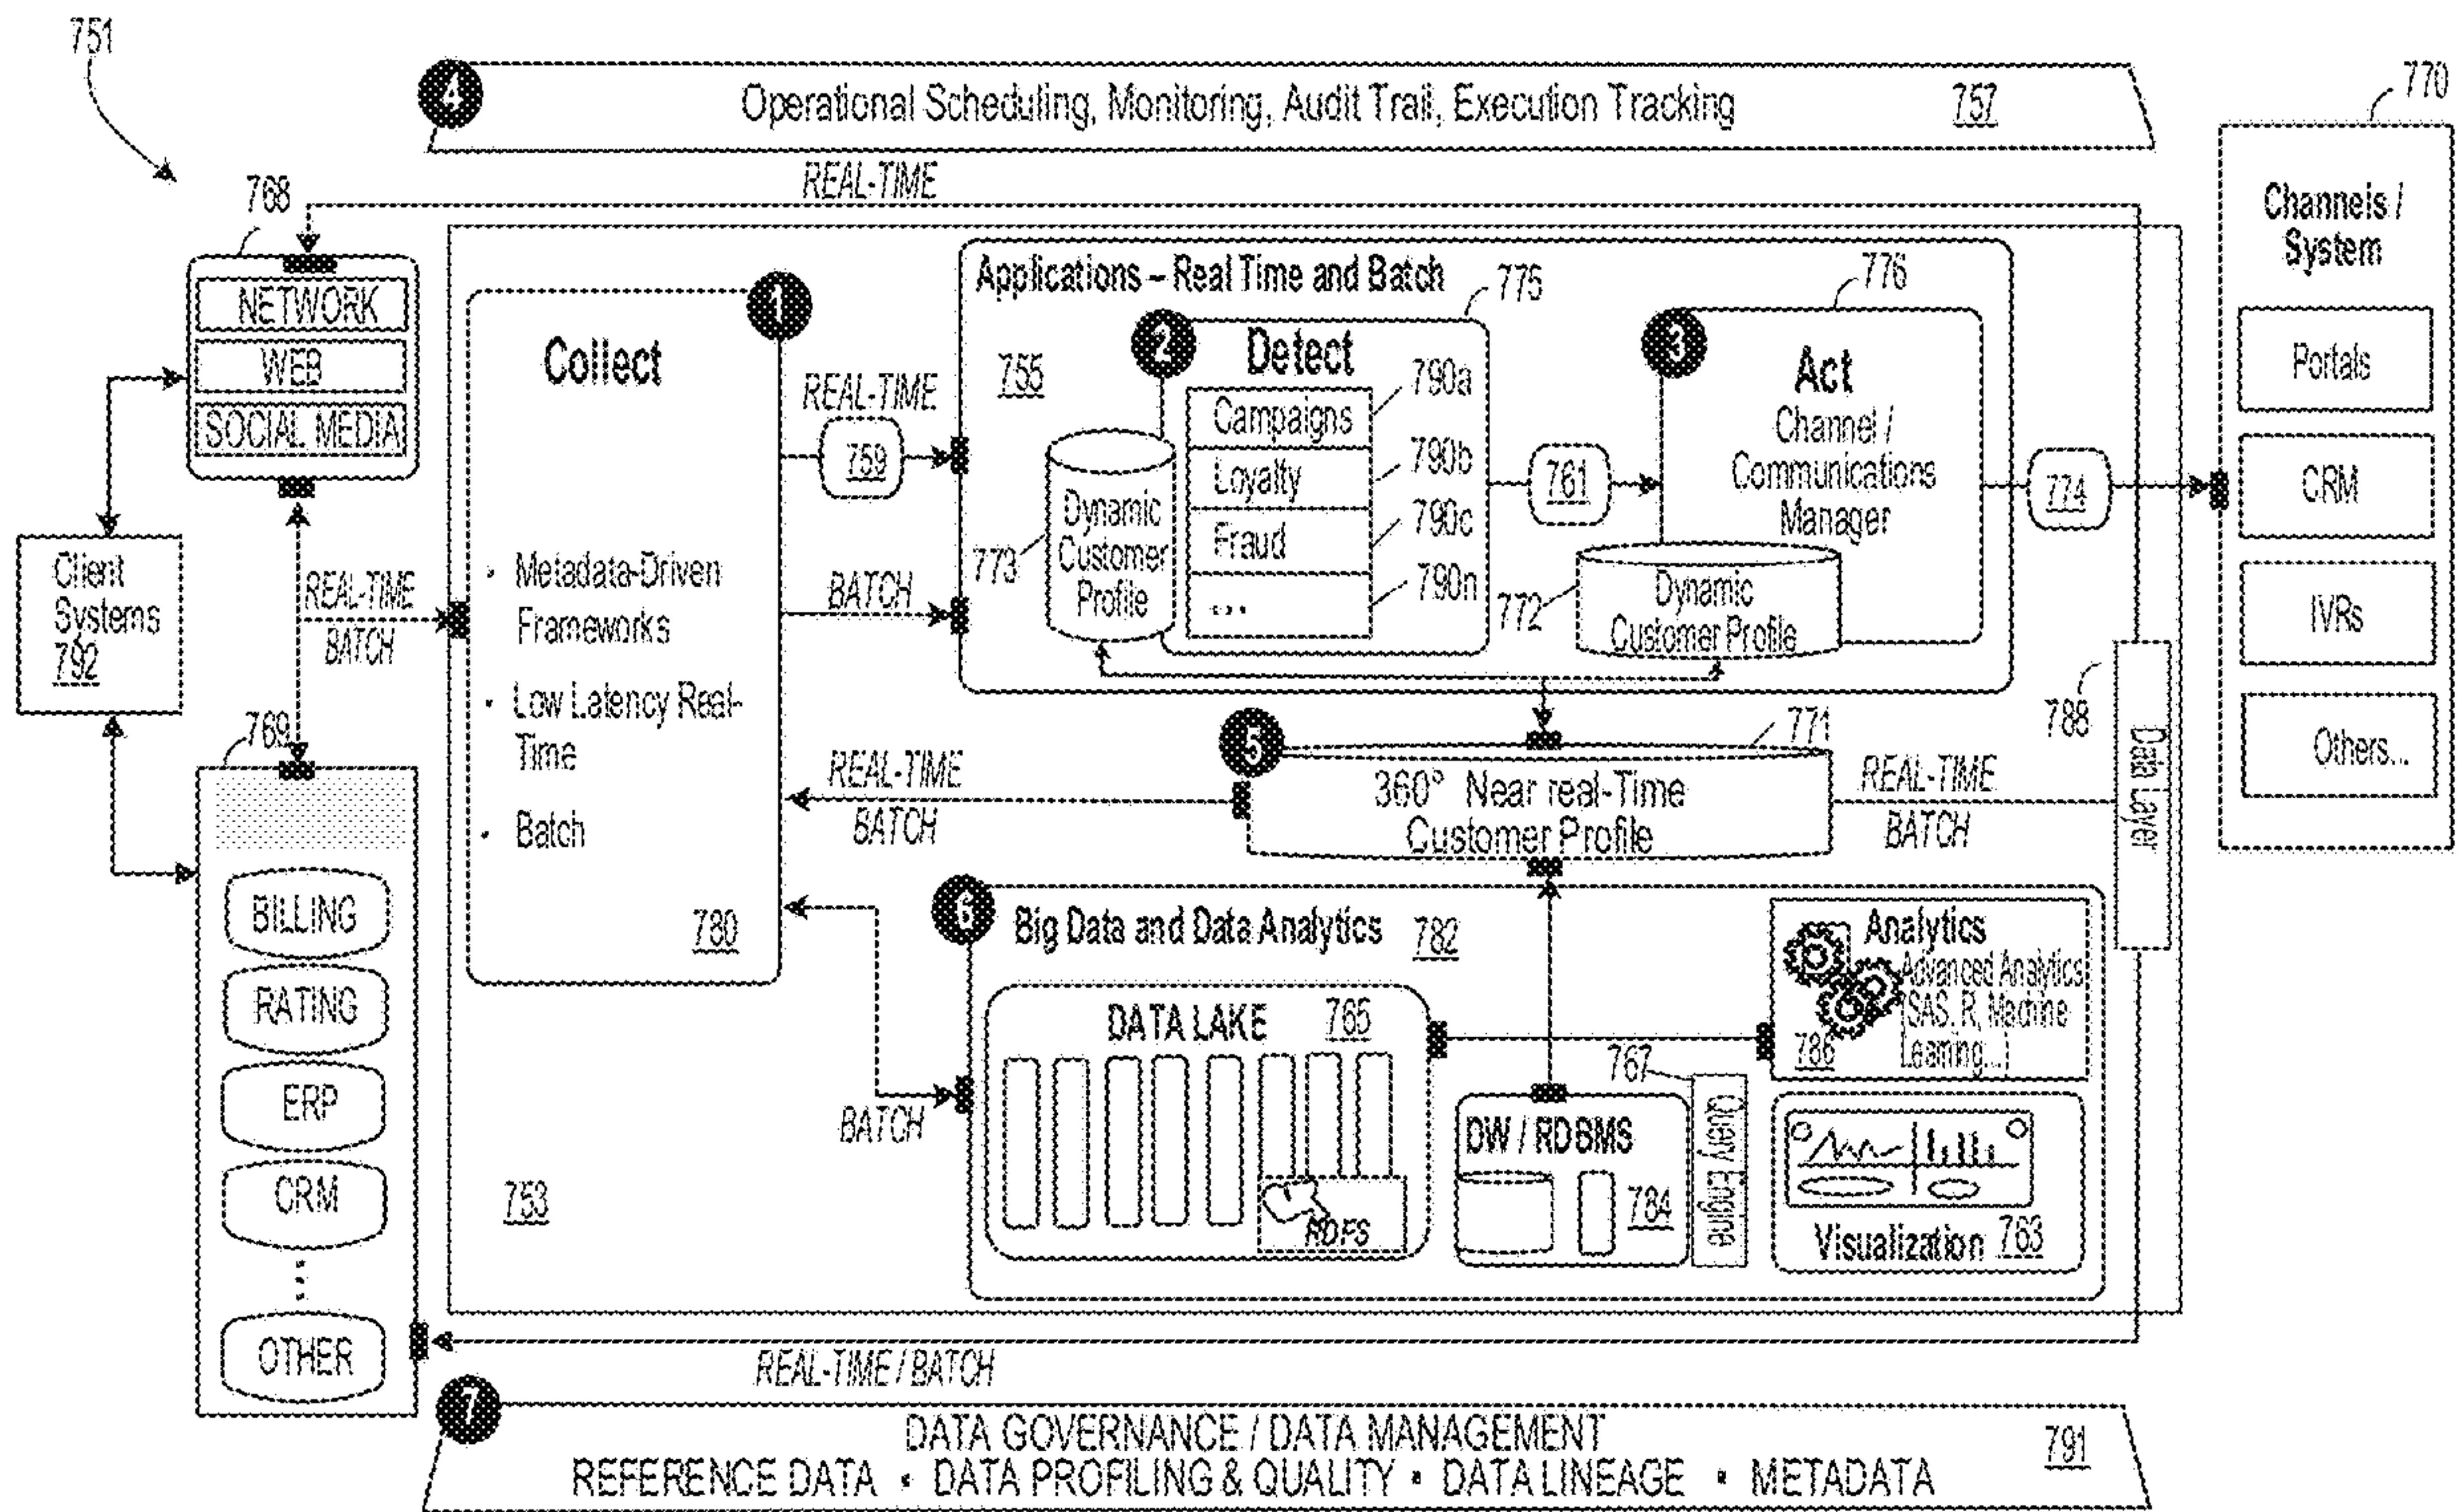 751
4
Operational Scheduling, Monitoring, Audit Trail, Execution Tracking
757
770
REAL-TIME
768
NETWORK
WEB
SOCIAL MEDIA
Client
Systems
792
REAL-TIME
BATCH
769
BILLING
RATING
ERP
CRM
OTHER
1
Collect
· Metadata-Driven
Frameworks
· Low Latency Real-
Time
· Batch
780
753
REAL-TIME
759
BATCH
Applications – Real Time and Batch
755
775
2
Detect
Campaigns
790a
Loyalty
790b
Fraud
790c
...
790n
773
Dynamic
Customer
Profile
761
776
3
Act
Channel /
Communications
Manager
772
Dynamic
Customer Profile
774
Channels /
System
Portals
CRM
IVRs
Others...
788
Data Layer
5
771
360° Near real-Time
Customer Profile
REAL-TIME
BATCH
REAL-TIME
BATCH
BATCH
6
Big Data and Data Analytics
782
DATA LAKE
765
DW / RDBMS
784
767
Query Engine
Analytics
Advanced Analytics
(SAS, R, Machine
Learning...)
786
Visualization
763
REAL-TIME / BATCH
7
DATA GOVERNANCE / DATA MANAGEMENT
REFERENCE DATA ▪ DATA PROFILING & QUALITY ▪ DATA LINEAGE ▪ METADATA
791